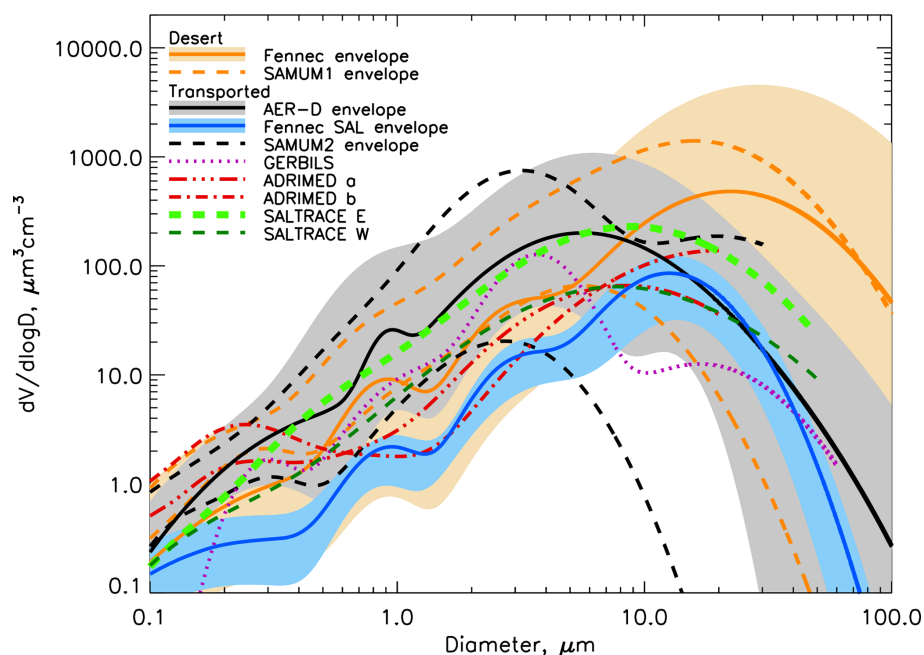 10000.0
1000.0
100.0
10.0
1.0
0.1
dV/dlogD, μm³cm⁻³
Desert
Fennec envelope
SAMUM1 envelope
Transported
AER-D envelope
Fennec SAL envelope
SAMUM2 envelope
GERBILS
ADRIMED a
ADRIMED b
SALTRACE E
SALTRACE W
0.1 1.0 10.0 100.0
Diameter, μm